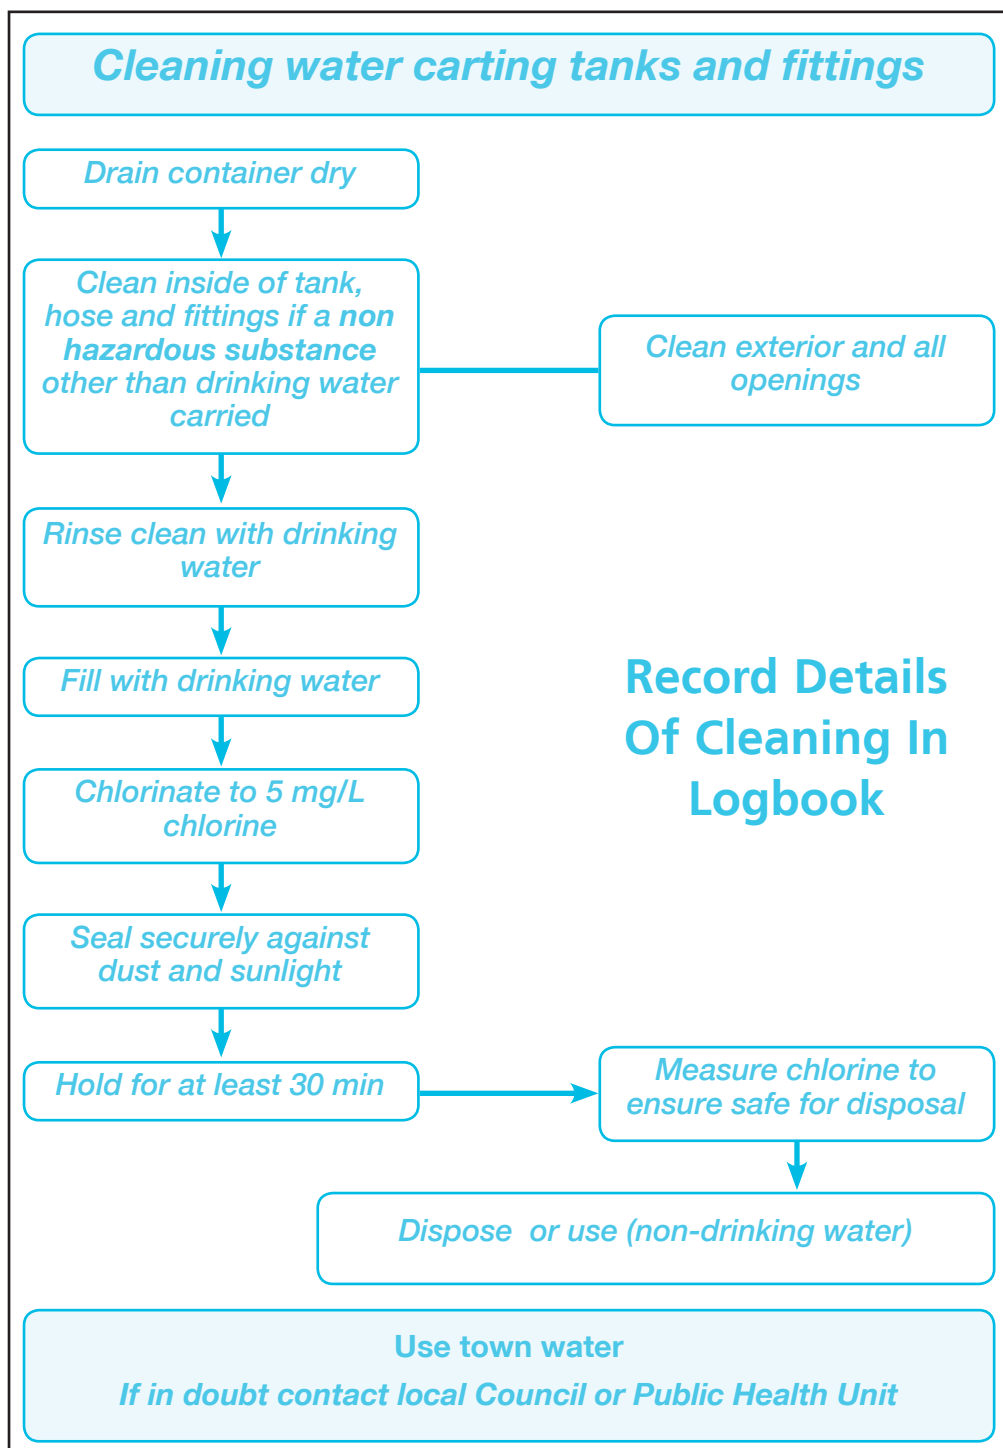 Cleaning water carting tanks and fittings
Drain container dry
Clean inside of tank,
hose and fittings if a non
hazardous substance
other than drinking water
carried
Clean exterior and all
openings
Rinse clean with drinking
water
Fill with drinking water
Record Details
Of Cleaning In
Logbook
Chlorinate to 5 mg/L
chlorine
Seal securely against
dust and sunlight
Hold for at least 30 min
Measure chlorine to
ensure safe for disposal
Dispose or use (non-drinking water)
Use town water
If in doubt contact local Council or Public Health Unit